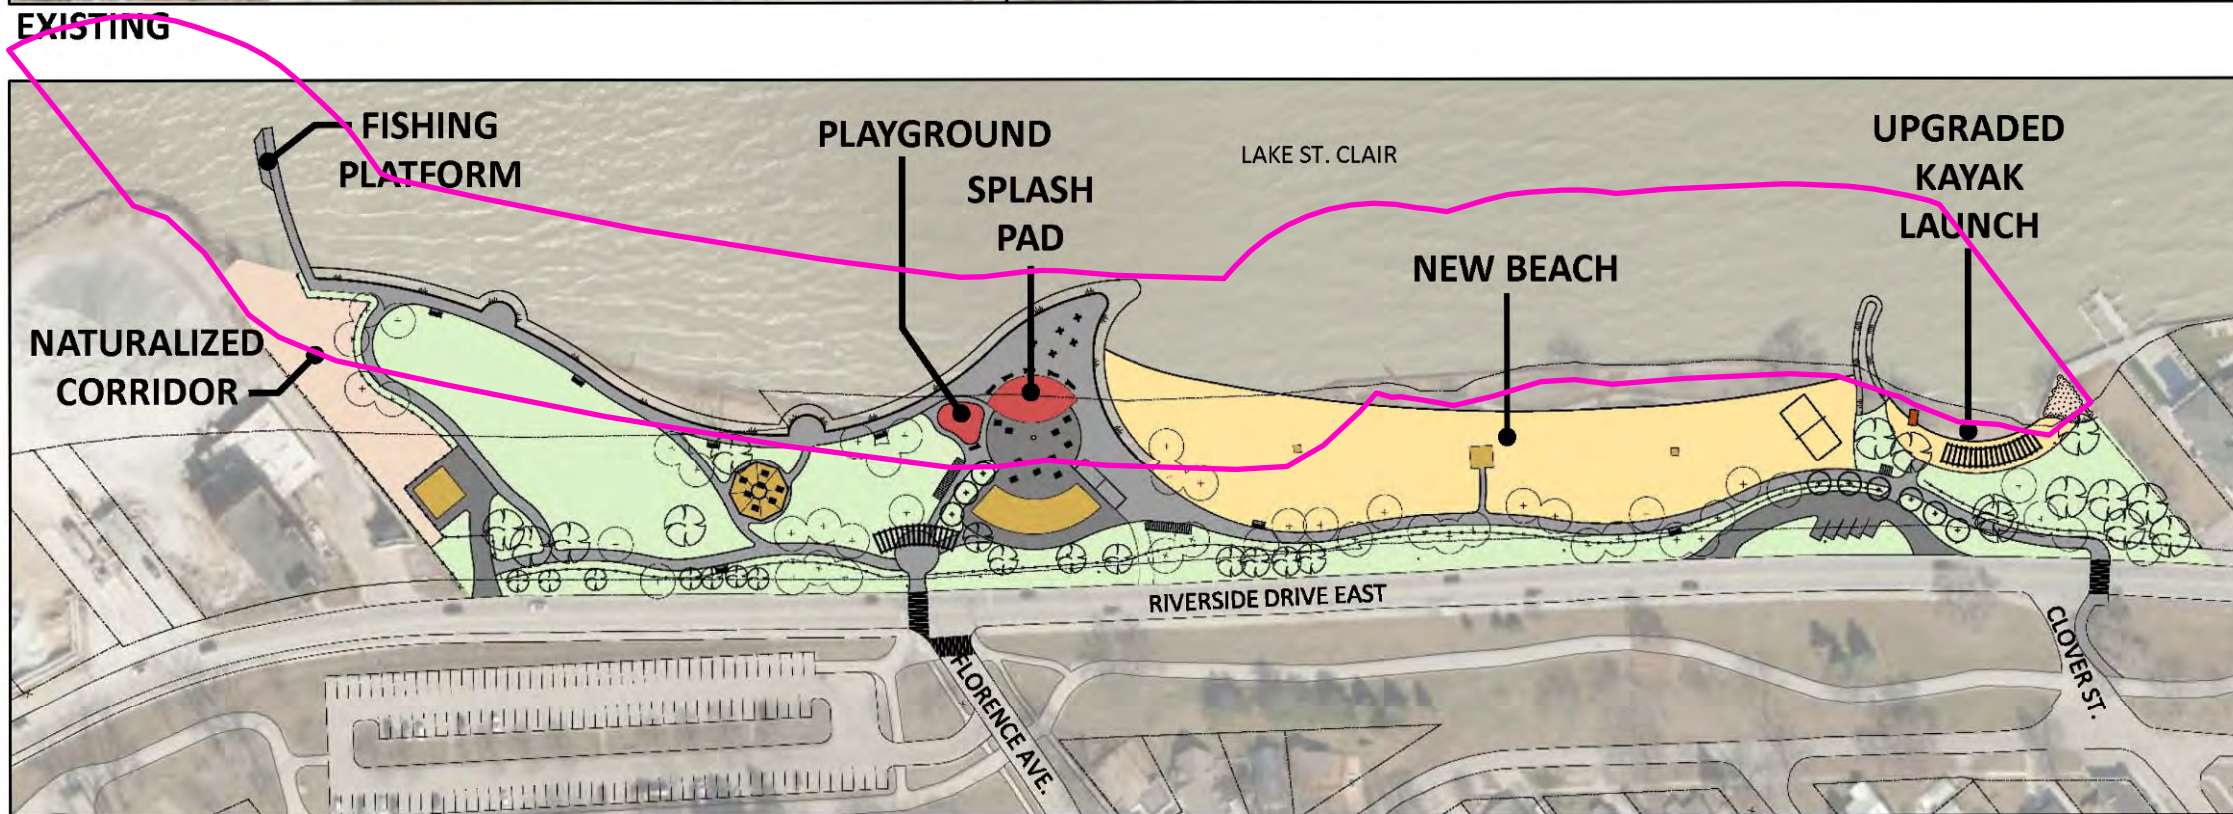 EXISTING
FISHING
PLATFORM
PLAYGROUND
SPLASH
PAD
LAKE ST. CLAIR
UPGRADED
KAYAK
LAUNCH
NEW BEACH
NATURALIZED
CORRIDOR
RIVERSIDE DRIVE EAST
FLORENCE AVE.
CLOVER ST.